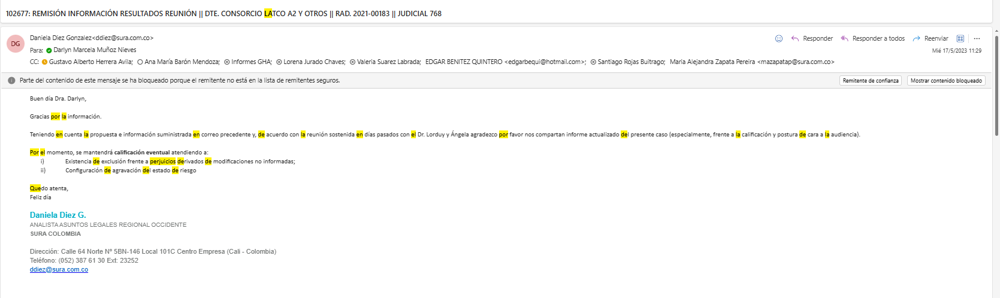 102677: REMISIÓN INFORMACIÓN RESULTADOS REUNIÓN || DTE. CONSORCIO LATCO A2 Y OTROS || RAD. 2021-00183 || JUDICIAL 768
DG
Daniela Diez Gonzalez<ddiez@sura.com.co>
Responder
Responder a todos
Reenviar
Para: Darlyn Marcela Muñoz Nieves
Mié 17/5/2023 11:29
CC: Gustavo Alberto Herrera Avila; Ana María Barón Mendoza; Informes GHA; Lorena Jurado Chaves; Valeria Suarez Labrada; EDGAR BENITEZ QUINTERO <edgarbequi@hotmail.com>; Santiago Rojas Buitrago; Maria Alejandra Zapata Pereira <mazapatap@sura.com.co>
Parte del contenido de este mensaje se ha bloqueado porque el remitente no está en la lista de remitentes seguros.
Remitente de confianza
Mostrar contenido bloqueado
Buen día Dra. Darlyn,
Gracias por la información.
Teniendo en cuenta la propuesta e información suministrada en correo precedente y, de acuerdo con la reunión sostenida en días pasados con el Dr. Lorduy y Ángela agradezco por favor nos compartan informe actualizado del presente caso (especialmente, frente a la calificación y postura de cara a la audiencia).
Por el momento, se mantendrá calificación eventual atendiendo a:
i) Existencia de exclusión frente a perjuicios derivados de modificaciones no informadas;
ii) Configuración de agravación del estado de riesgo
Quedo atenta,
Feliz día
Daniela Diez G.
ANALISTA ASUNTOS LEGALES REGIONAL OCCIDENTE
SURA COLOMBIA
Dirección: Calle 64 Norte Nº 5BN-146 Local 101C Centro Empresa (Cali - Colombia)
Teléfono: (052) 387 61 30 Ext: 23252
ddiez@sura.com.co